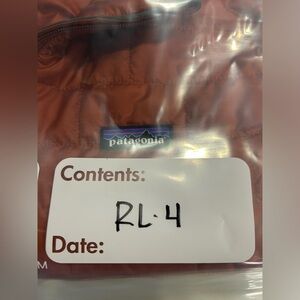 patagonia
Contents:
RL·4
Date:
M